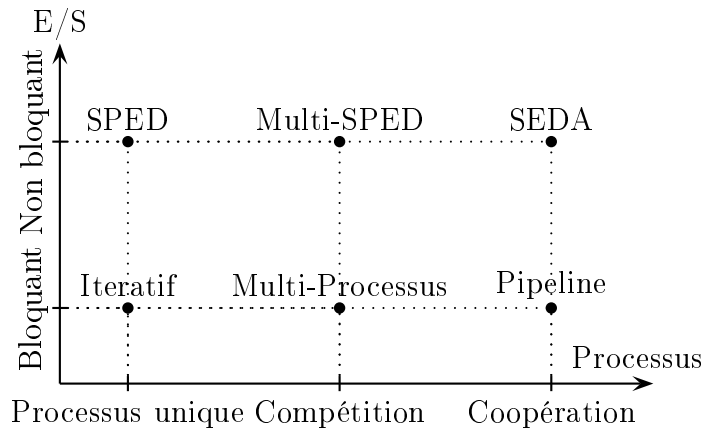 E/S
Non bloquant
SPED Multi-SPED SEDA
Bloquant
Iteratif Multi-Processus Pipeline
Processus
Processus unique Compétition Coopération